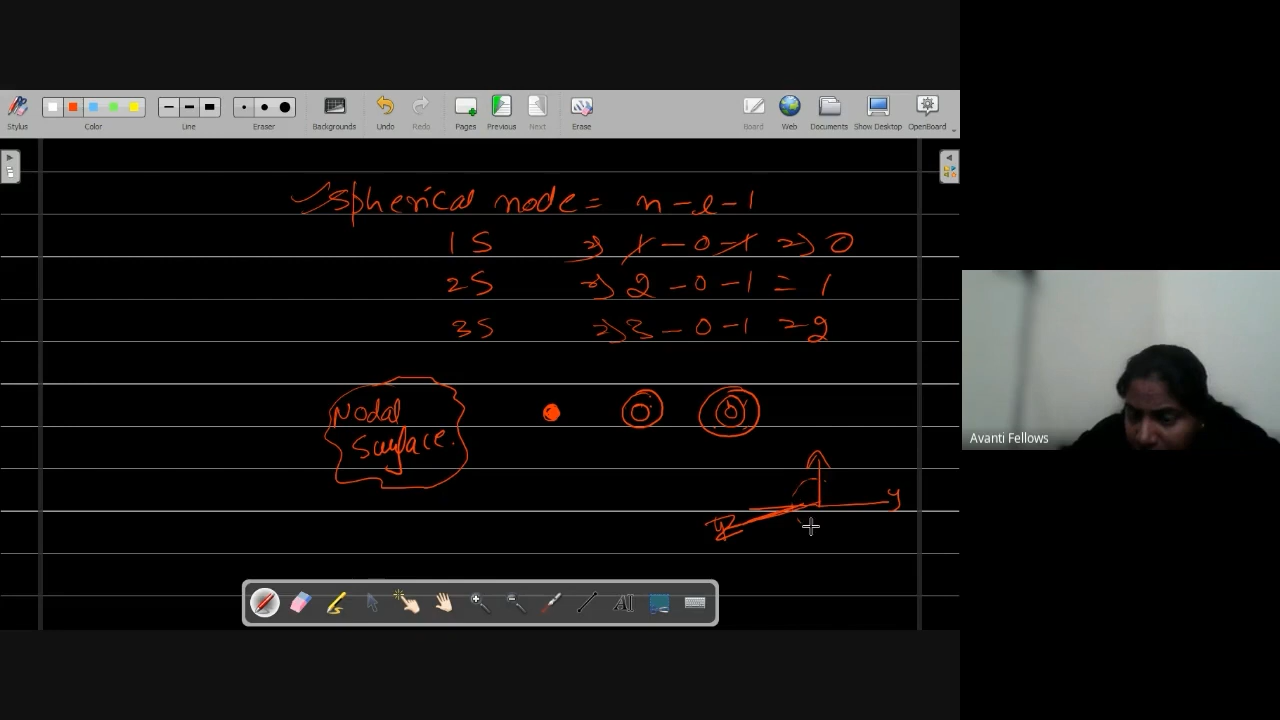 Stylus Color Line Eraser Backgrounds Undo Redo Pages Previous Next Erase Board Web Documents Show Desktop OpenBoard
spherical node = n - l - 1
1S ⇒ 1 - 0 - 1 ⇒ 0
2S ⇒ 2 - 0 - 1 = 1
3S ⇒ 3 - 0 - 1 = 2
Nodal
Surface.
y
Avanti Fellows
AI